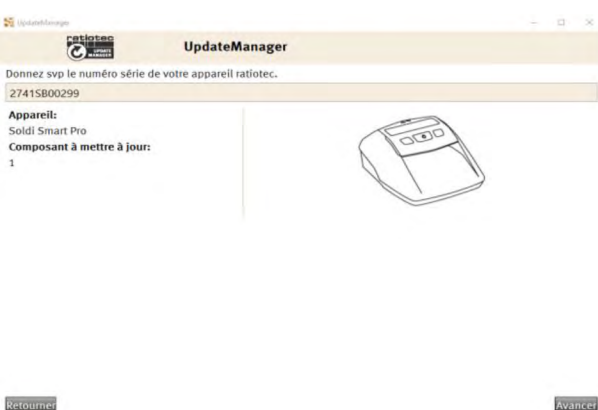 UpdateManager
ratiotec
UPDATE
MANAGER
UpdateManager
Donnez svp le numéro série de votre appareil ratiotec.
2741SB00299
Appareil:
Soldi Smart Pro
Composant à mettre à jour:
1
Retourner
Avancer